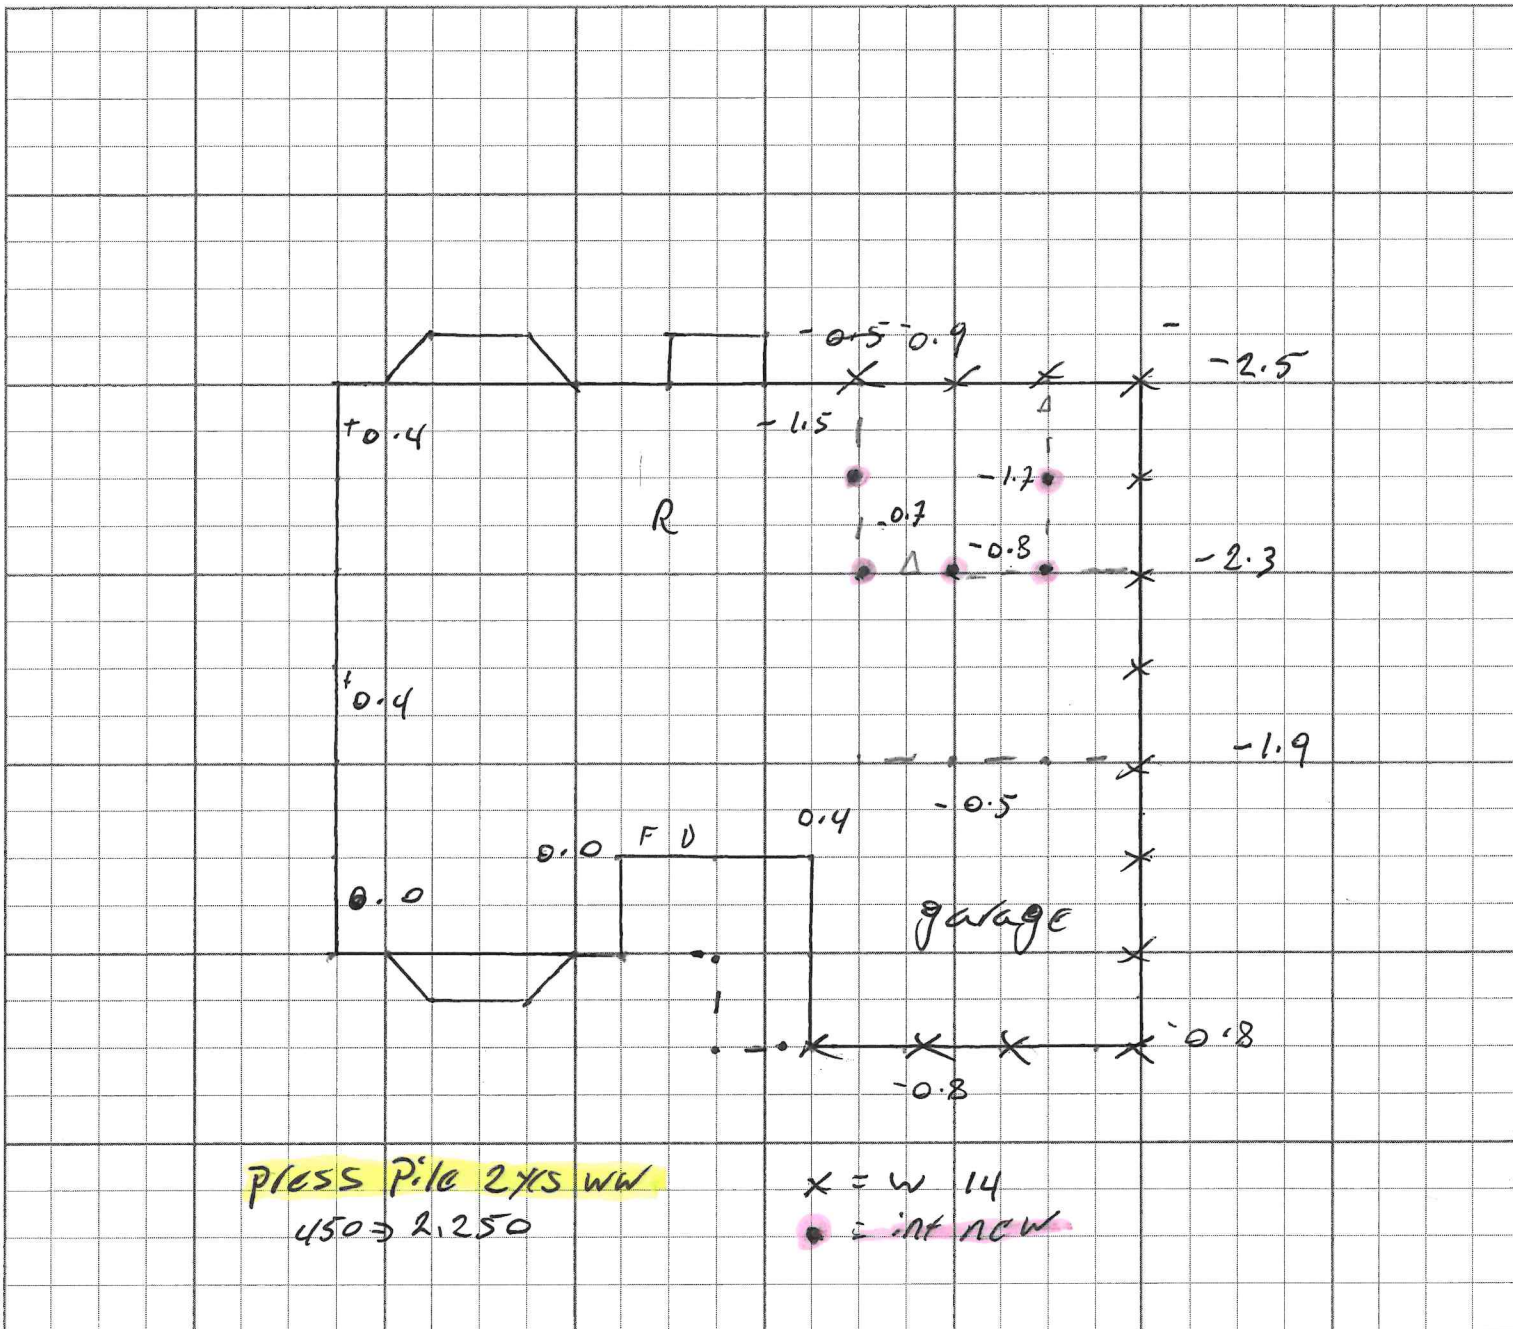 -0.5 -0.9
-
-2.5
+0.4
-1.5
-1.7
R
-0.7
-0.8
-2.3
+0.4
-1.9
-0.5
0.4
0.0
F D
0.0
garage
-0.8
-0.8
press Pile 2yrs ww
450 ⇒ 2,250
x = w 14
● = int new